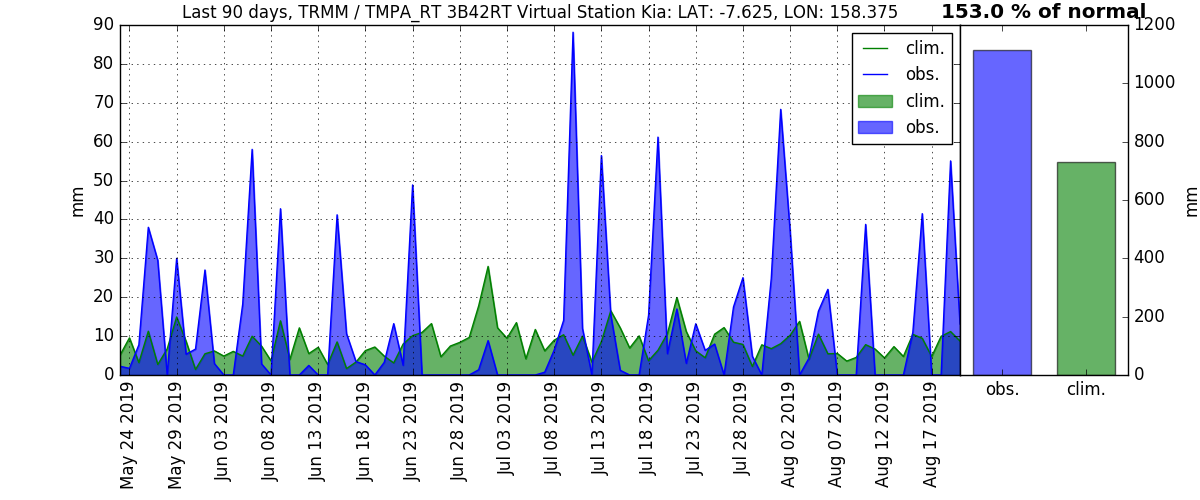 Last 90 days, TRMM / TMPA_RT 3B42RT Virtual Station Kia: LAT: -7.625, LON: 158.375
153.0 % of normal
90
80
70
60
50
40
30
20
10
0
mm
clim.
obs.
clim.
obs.
1200
1000
800
600
400
200
0
mm
May 24 2019
May 29 2019
Jun 03 2019
Jun 08 2019
Jun 13 2019
Jun 18 2019
Jun 23 2019
Jun 28 2019
Jul 03 2019
Jul 08 2019
Jul 13 2019
Jul 18 2019
Jul 23 2019
Jul 28 2019
Aug 02 2019
Aug 07 2019
Aug 12 2019
Aug 17 2019
obs.
clim.